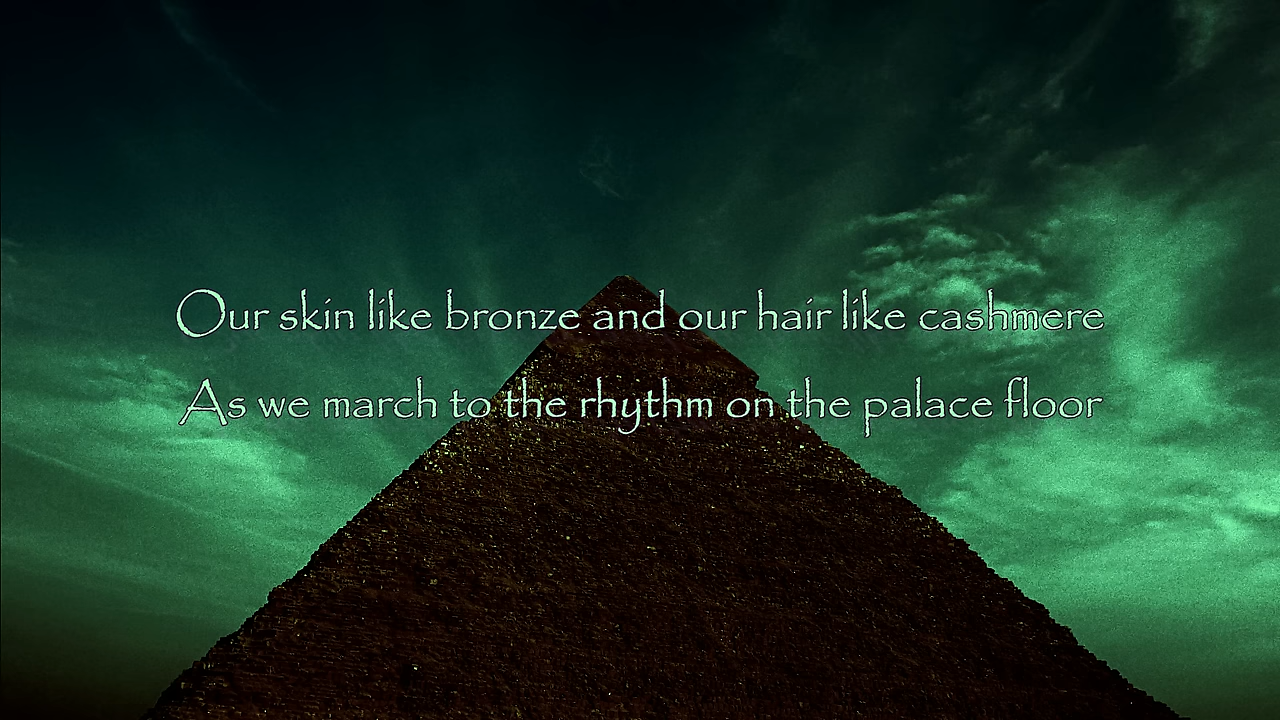 Our skin like bronze and our hair like cashmere
As we march to the rhythm on the palace floor